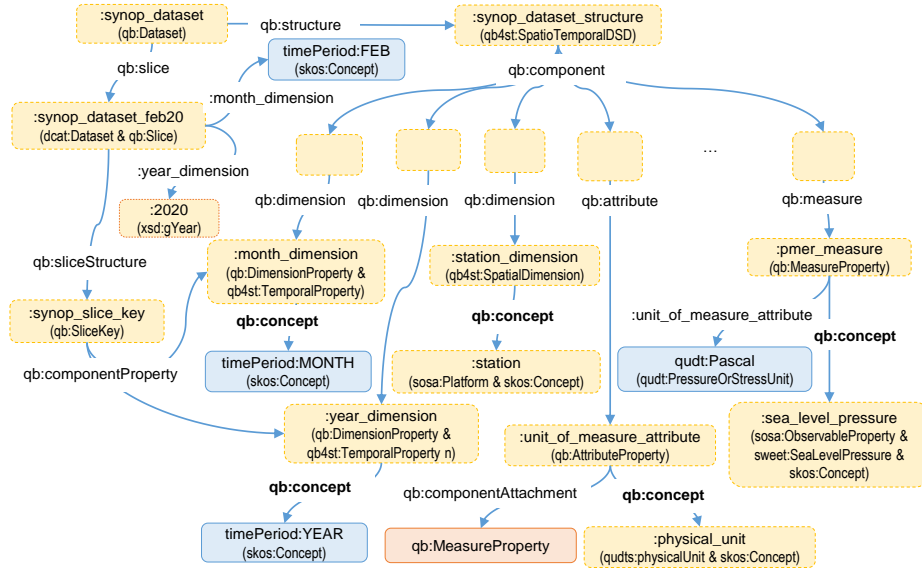 :synop_dataset
(qb:Dataset)
qb:structure
:synop_dataset_structure
(qb4st:SpatioTemporalDSD)
timePeriod:FEB
(skos:Concept)
qb:slice
qb:component
:month_dimension
:synop_dataset_feb20
(dcat:Dataset & qb:Slice)
...
:year_dimension
qb:dimension
qb:dimension
qb:dimension
qb:attribute
qb:measure
:2020
(xsd:gYear)
:month_dimension
(qb:DimensionProperty &
qb4st:TemporalProperty)
:station_dimension
(qb4st:SpatialDimension)
:pmer_measure
(qb:MeasureProperty)
qb:sliceStructure
:synop_slice_key
(qb:SliceKey)
qb:concept
qb:concept
:unit_of_measure_attribute
qb:concept
qb:componentProperty
timePeriod:MONTH
(skos:Concept)
:station
(sosa:Platform & skos:Concept)
qudt:Pascal
(qudt:PressureOrStressUnit)
:year_dimension
(qb:DimensionProperty &
qb4st:TemporalProperty n)
:unit_of_measure_attribute
(qb:AttributeProperty)
:sea_level_pressure
(sosa:ObservableProperty &
sweet:SeaLevelPressure &
skos:Concept)
qb:concept
qb:componentAttachment
qb:concept
timePeriod:YEAR
(skos:Concept)
qb:MeasureProperty
:physical_unit
(qudts:physicalUnit & skos:Concept)